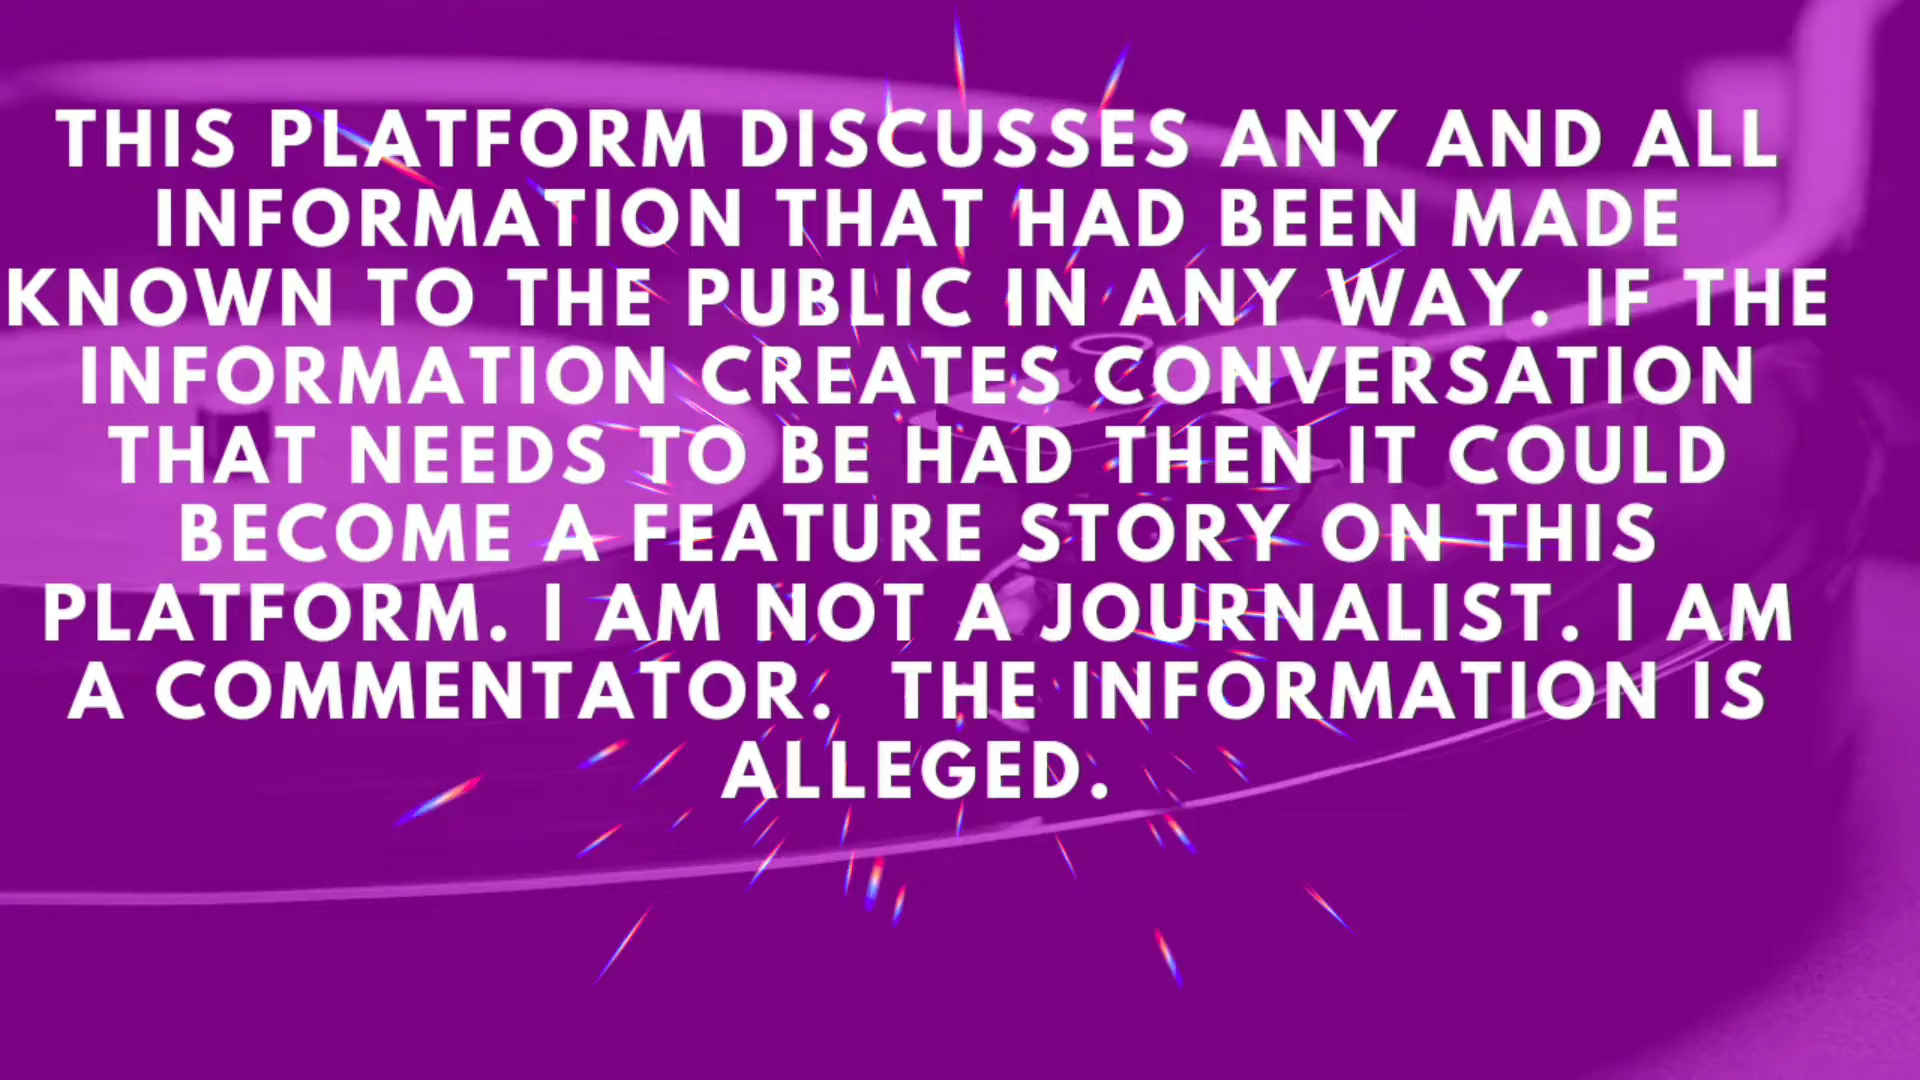 THIS PLATFORM DISCUSSES ANY AND ALL
INFORMATION THAT HAD BEEN MADE
KNOWN TO THE PUBLIC IN ANY WAY. IF THE
INFORMATION CREATES CONVERSATION
THAT NEEDS TO BE HAD THEN IT COULD
BECOME A FEATURE STORY ON THIS
PLATFORM. I AM NOT A JOURNALIST. I AM
A COMMENTATOR.  THE INFORMATION IS
ALLEGED.